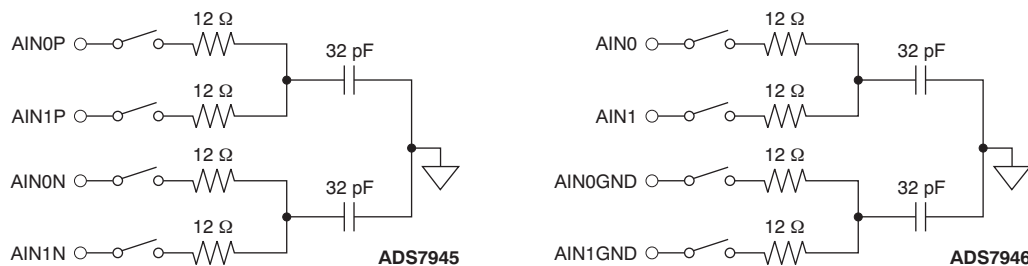 12 Ω
AIN0P
32 pF
12 Ω
AIN1P
12 Ω
AIN0N
32 pF
12 Ω
AIN1N
ADS7945
12 Ω
AIN0
32 pF
12 Ω
AIN1
12 Ω
AIN0GND
32 pF
12 Ω
AIN1GND
ADS7946